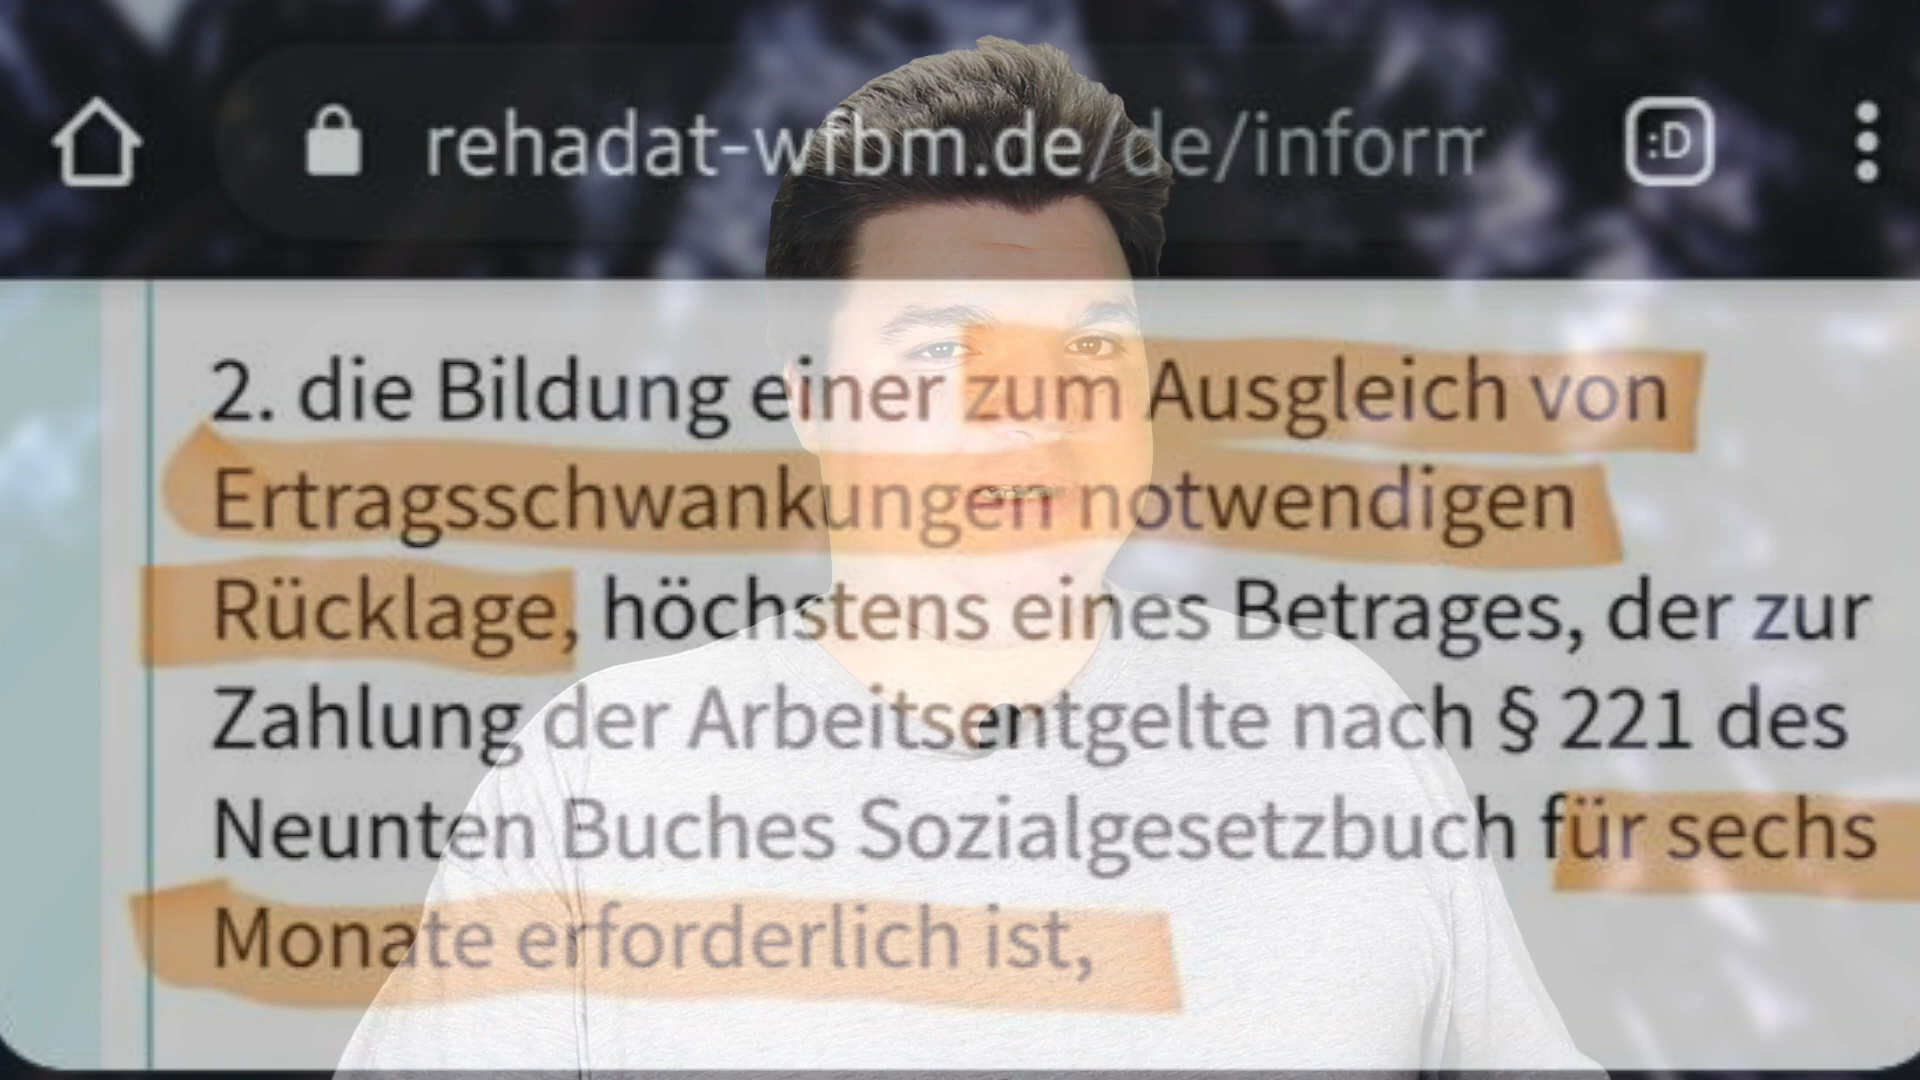 rehadat-wfbm.de/de/inform
:D
2. die Bildung einer zum Ausgleich von
Ertragsschwankungen notwendigen
Rücklage, höchstens eines Betrages, der zur
Zahlung der Arbeitsentgelte nach § 221 des
Neunten Buches Sozialgesetzbuch für sechs
Monate erforderlich ist,